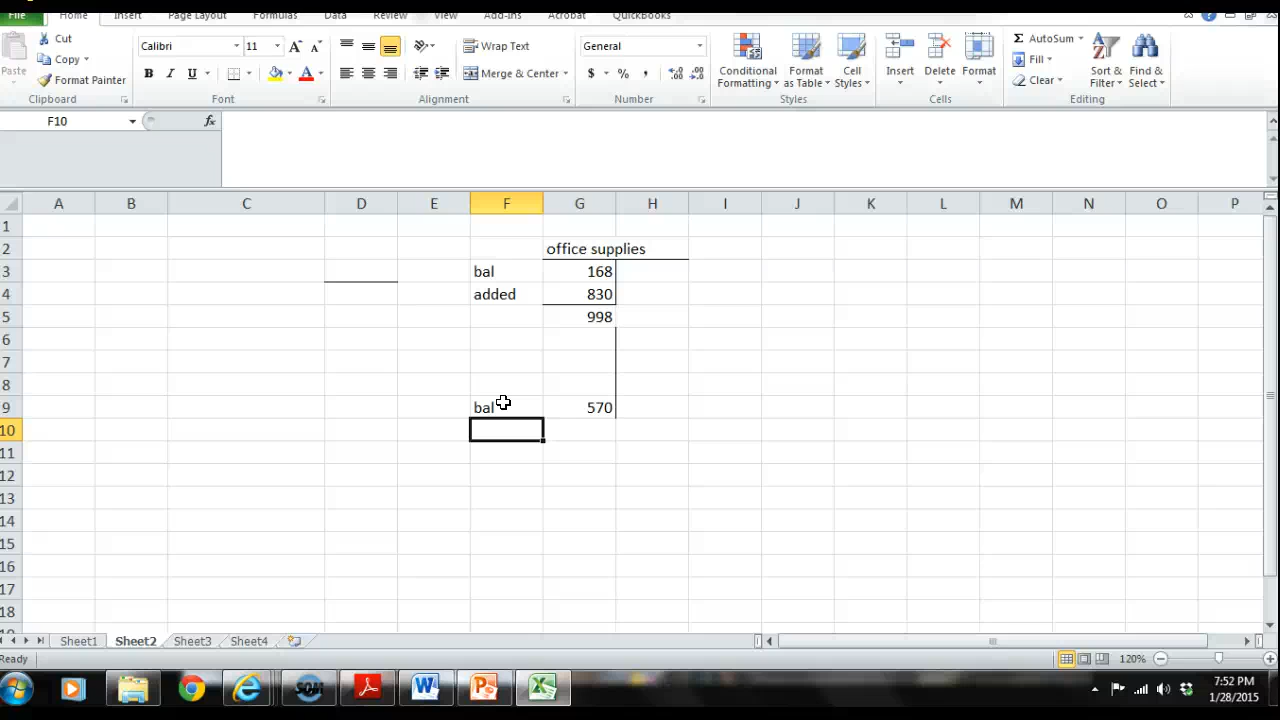 File Home Insert Page Layout Formulas Data Review View Add-Ins Acrobat QuickBooks
Paste Cut Copy Format Painter
Calibri 11 A A
B I U A
Wrap Text Merge & Center
General
$ % ,
Conditional Formatting Format as Table Cell Styles
Insert Delete Format
Σ AutoSum Fill Clear
Sort & Filter Find & Select
Clipboard Font Alignment Number Styles Cells Editing
F10 fx
A B C D E F G H I J K L M N O P
1
2 office supplies
3 bal 168
4 added 830
5 998
6
7
8
9 bal 570
10
11
12
13
14
15
16
17
18
Sheet1 Sheet2 Sheet3 Sheet4
Ready 120%
7:52 PM
1/28/2015